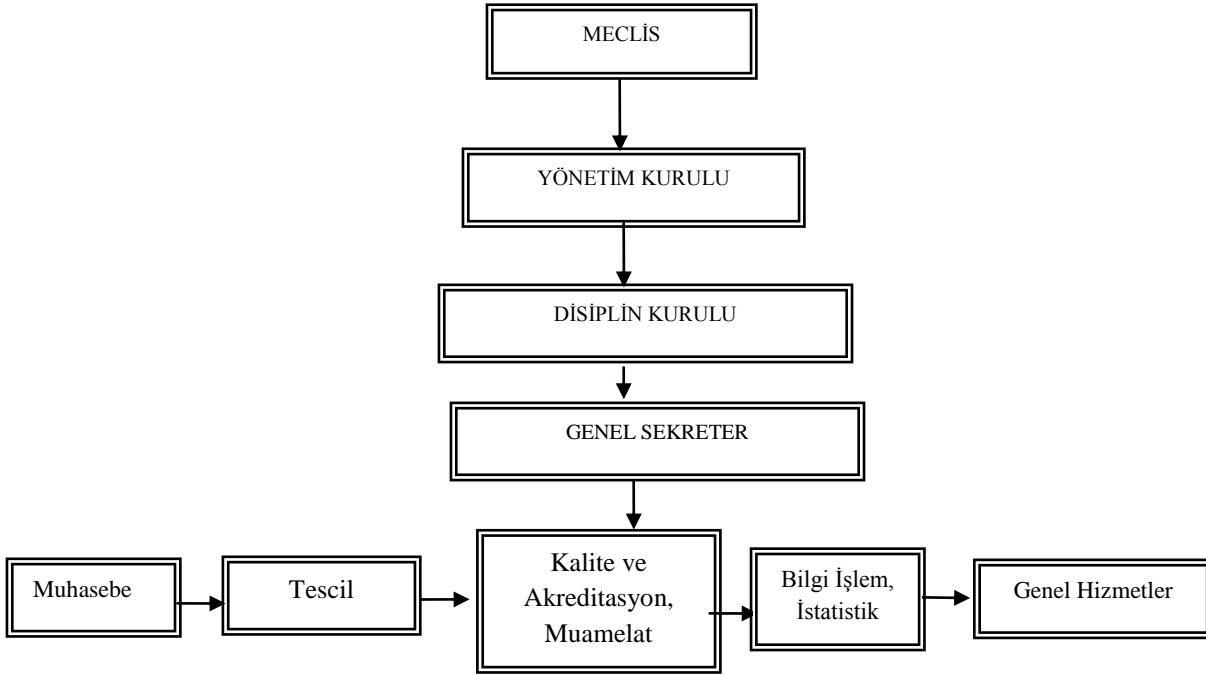 MECLİS
YÖNETİM KURULU
DİSİPLİN KURULU
GENEL SEKRETER
Muhasebe
Tescil
Kalite ve
Akreditasyon,
Muamelat
Bilgi İşlem,
İstatistik
Genel Hizmetler